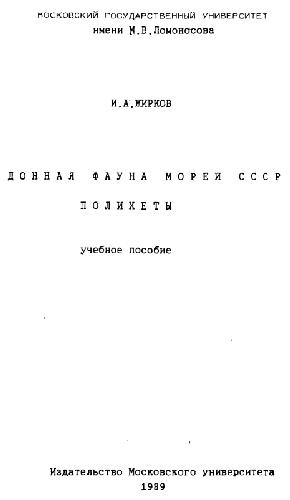 МОСКОВСКИЙ ГОСУДАРСТВЕННЫЙ УНИВЕРСИТЕТ
имени М.В.Ломоносова
И.А.ЖИРКОВ
ДОННАЯ ФАУНА МОРЕЙ СССР
ПОЛИХЕТЫ
учебное пособие
Издательство Московского университета
1989